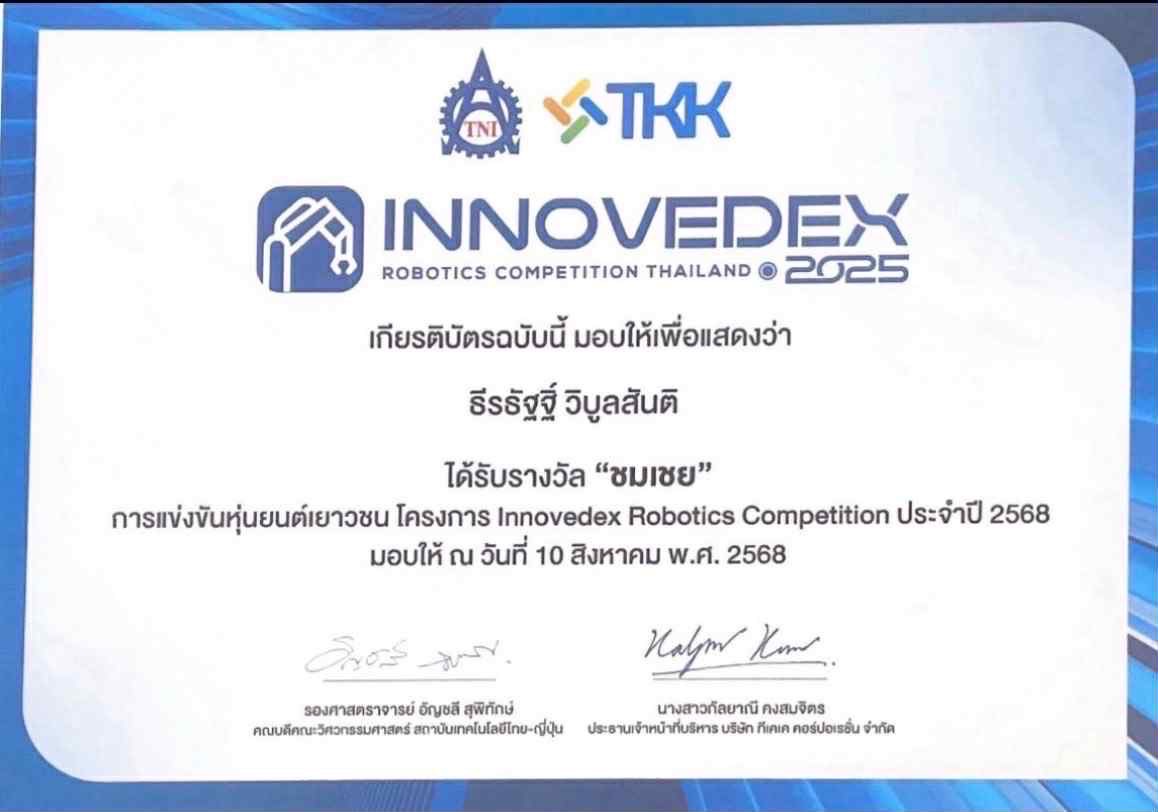 TNI TKK
INNOVEDEX
ROBOTICS COMPETITION THAILAND 2025
เกียรติบัตรฉบับนี้ มอบให้เพื่อแสดงว่า
ธีรธัฐฐิ์ วิบูลสันติ
ได้รับรางวัล “ชมเชย”
การแข่งขันหุ่นยนต์เยาวชน โครงการ Innovedex Robotics Competition ประจำปี 2568
มอบให้ ณ วันที่ 10 สิงหาคม พ.ศ. 2568
รองศาสตราจารย์ อัญชลี สุพิทักษ์
คณบดีคณะวิศวกรรมศาสตร์ สถาบันเทคโนโลยีไทย-ญี่ปุ่น
นางสาวกัลยาณี คงสมจิตร
ประธานเจ้าหน้าที่บริหาร บริษัท ทีเคเค คอร์ปอเรชั่น จำกัด